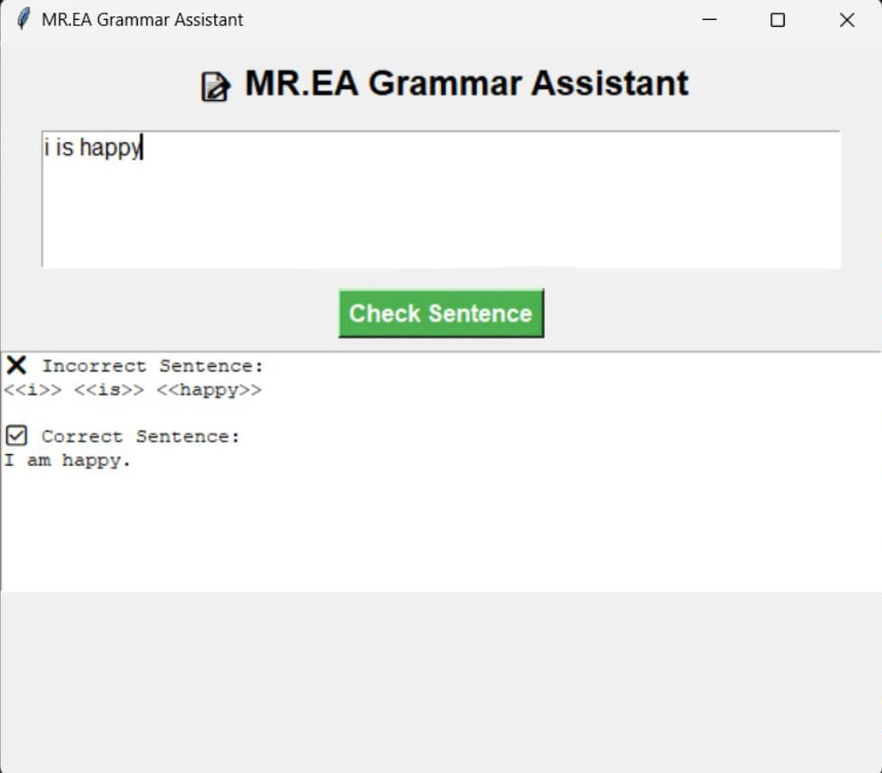 MR.EA Grammar Assistant
📝 MR.EA Grammar Assistant
i is happy
Check Sentence
❌ Incorrect Sentence:
<<i>> <<is>> <<happy>>
☑ Correct Sentence:
I am happy.